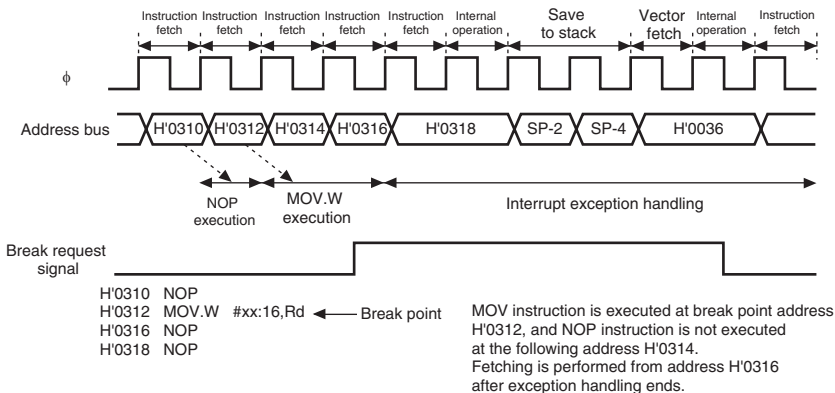 Instruction fetch
Instruction fetch
Instruction fetch
Instruction fetch
Instruction fetch
Internal operation
Save to stack
Vector fetch
Internal operation
Instruction fetch
φ
Address bus
H'0310
H'0312
H'0314
H'0316
H'0318
SP-2
SP-4
H'0036
NOP
execution
MOV.W
execution
Interrupt exception handling
Break request
signal
H'0310 NOP
H'0312 MOV.W #xx:16,Rd
Break point
H'0316 NOP
H'0318 NOP
MOV instruction is executed at break point address
H'0312, and NOP instruction is not executed
at the following address H'0314.
Fetching is performed from address H'0316
after exception handling ends.